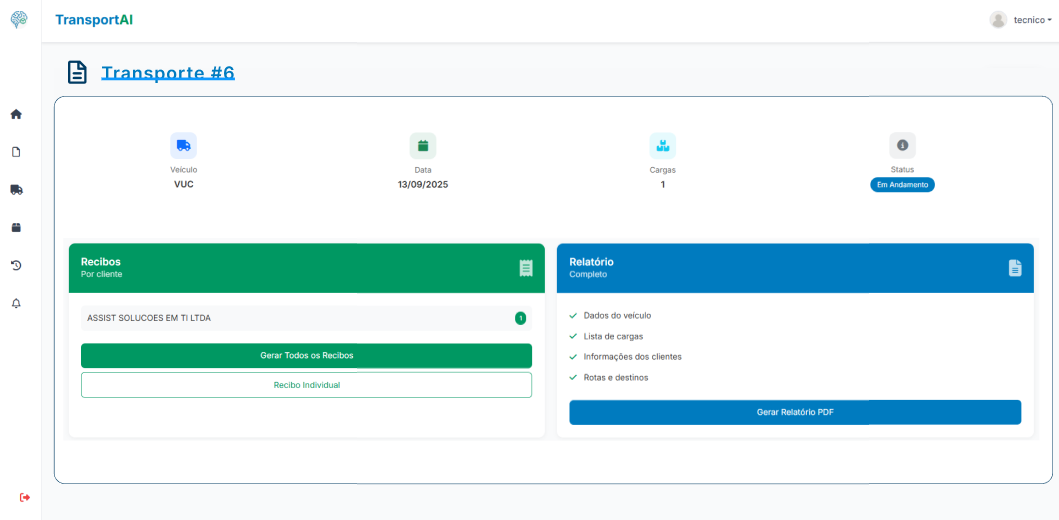 TransportAI
tecnico
Transporte #6
Veículo
VUC
Data
13/09/2025
Cargas
1
Status
Em Andamento
Recibos
Por cliente
ASSIST SOLUCOES EM TI LTDA
1
Gerar Todos os Recibos
Recibo Individual
Relatório
Completo
Dados do veículo
Lista de cargas
Informações dos clientes
Rotas e destinos
Gerar Relatório PDF